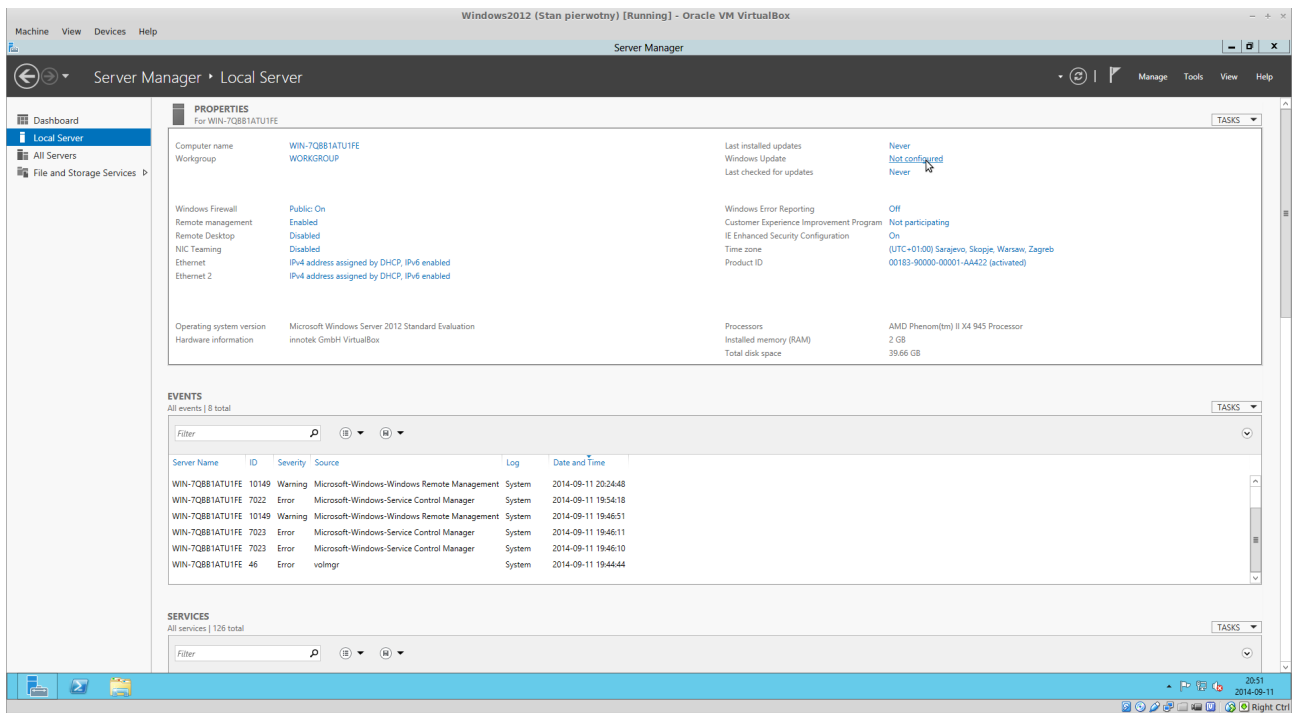 Windows2012 (Stan pierwotny) [Running] - Oracle VM VirtualBox
Machine View Devices Help
Server Manager
Server Manager • Local Server
Manage Tools View Help
Dashboard
Local Server
All Servers
File and Storage Services
PROPERTIES
For WIN-7QBB1ATU1FE
TASKS
Computer name WIN-7QBB1ATU1FE
Workgroup WORKGROUP
Last installed updates Never
Windows Update Not configured
Last checked for updates Never
Windows Firewall Public: On
Remote management Enabled
Remote Desktop Disabled
NIC Teaming Disabled
Ethernet IPv4 address assigned by DHCP, IPv6 enabled
Ethernet 2 IPv4 address assigned by DHCP, IPv6 enabled
Windows Error Reporting Off
Customer Experience Improvement Program Not participating
IE Enhanced Security Configuration On
Time zone (UTC+01:00) Sarajevo, Skopje, Warsaw, Zagreb
Product ID 00183-90000-00001-AA422 (activated)
Operating system version Microsoft Windows Server 2012 Standard Evaluation
Hardware information innotek GmbH VirtualBox
Processors AMD Phenom(tm) II X4 945 Processor
Installed memory (RAM) 2 GB
Total disk space 39.66 GB
EVENTS
All events | 8 total
TASKS
Filter
Server Name ID Severity Source Log Date and Time
WIN-7QBB1ATU1FE 10149 Warning Microsoft-Windows-Windows Remote Management System 2014-09-11 20:24:48
WIN-7QBB1ATU1FE 7022 Error Microsoft-Windows-Service Control Manager System 2014-09-11 19:54:18
WIN-7QBB1ATU1FE 10149 Warning Microsoft-Windows-Windows Remote Management System 2014-09-11 19:46:51
WIN-7QBB1ATU1FE 7023 Error Microsoft-Windows-Service Control Manager System 2014-09-11 19:46:11
WIN-7QBB1ATU1FE 7023 Error Microsoft-Windows-Service Control Manager System 2014-09-11 19:46:10
WIN-7QBB1ATU1FE 46 Error volmgr System 2014-09-11 19:44:44
SERVICES
All services | 126 total
TASKS
Filter
20:51
2014-09-11
Right Ctrl